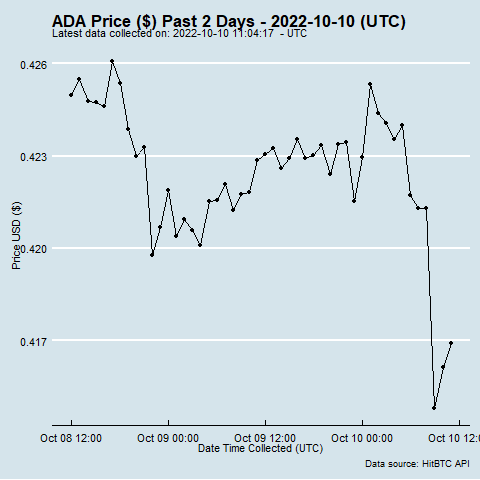 ADA Price ($) Past 2 Days - 2022-10-10 (UTC)
Latest data collected on: 2022-10-10 11:04:17 - UTC
0.426
0.423
0.420
0.417
Price USD ($)
Oct 08 12:00 Oct 09 00:00 Oct 09 12:00 Oct 10 00:00 Oct 10 12:00
Date Time Collected (UTC)
Data source: HitBTC API